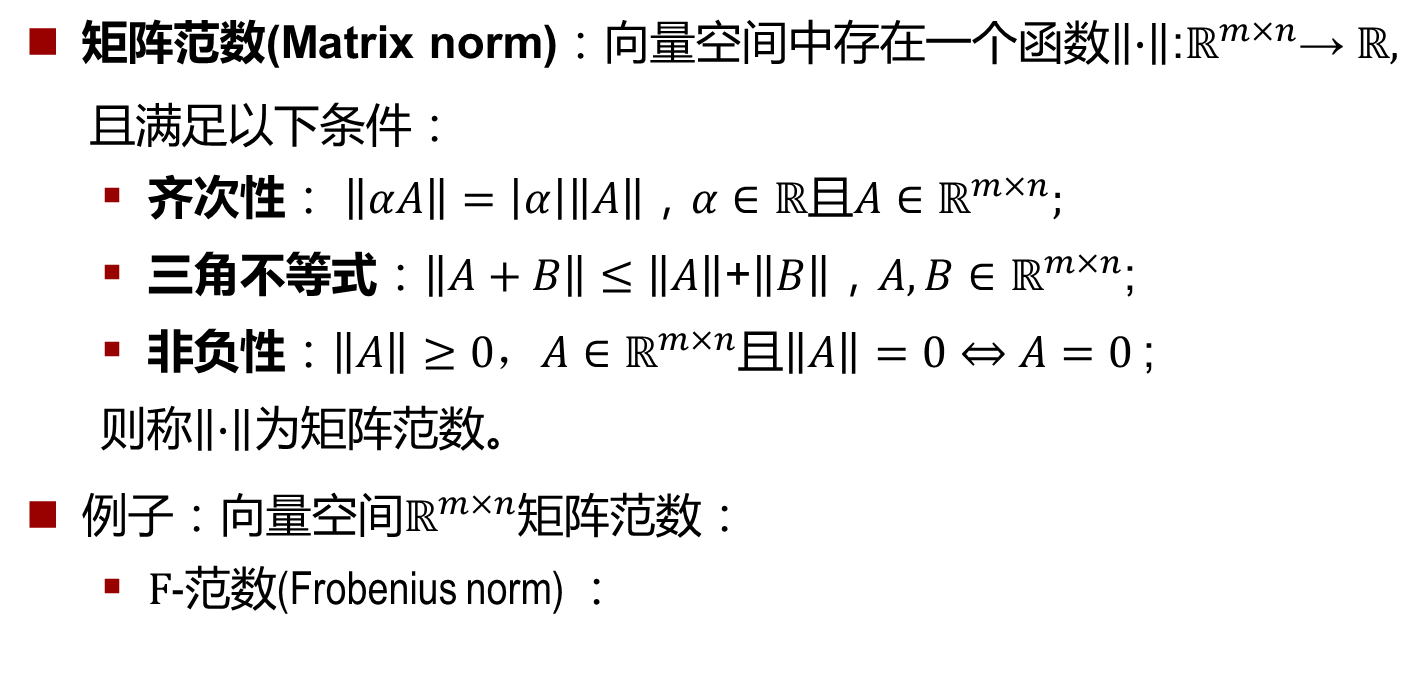 矩阵范数(Matrix norm)：向量空间中存在一个函数‖·‖:ℝ^{m×n}→ ℝ,
且满足以下条件：
齐次性： ‖αA‖ = |α|‖A‖，α ∈ ℝ且A ∈ ℝ^{m×n};
三角不等式：‖A + B‖ ≤ ‖A‖+‖B‖，A, B ∈ ℝ^{m×n};
非负性：‖A‖ ≥ 0， A ∈ ℝ^{m×n}且‖A‖ = 0 ⇔ A = 0 ;
则称‖·‖为矩阵范数。
例子：向量空间ℝ^{m×n}矩阵范数：
F-范数(Frobenius norm) ：